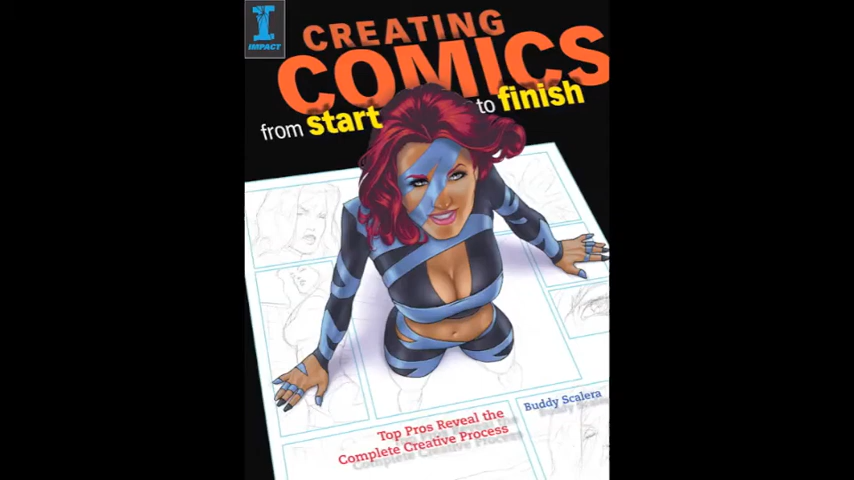 IMPACT
CREATING
COMICS
from start to finish
Top Pros Reveal the
Complete Creative Process
Buddy Scalera